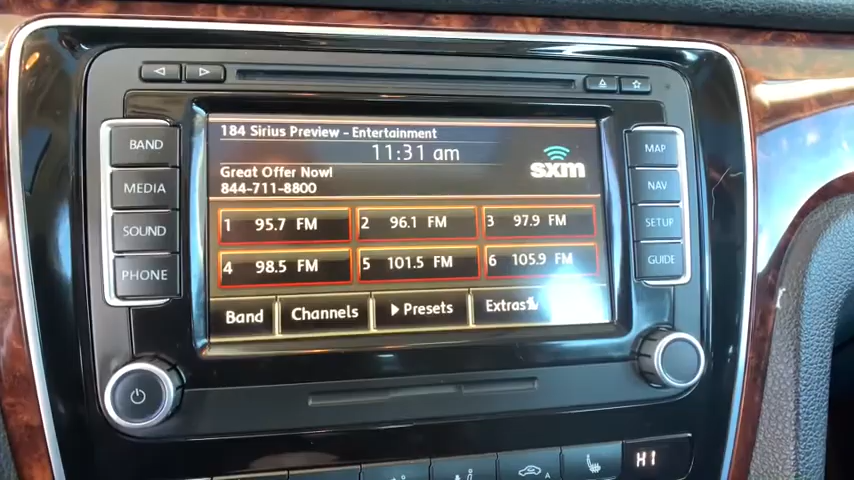 184 Sirius Preview - Entertainment
11:31 am
Great Offer Now!
844-711-8800
sxm
BAND
MEDIA
SOUND
PHONE
MAP
NAV
SETUP
GUIDE
1 95.7 FM
2 96.1 FM
3 97.9 FM
4 98.5 FM
5 101.5 FM
6 105.9 FM
Band
Channels
Presets
Extras
A
HI